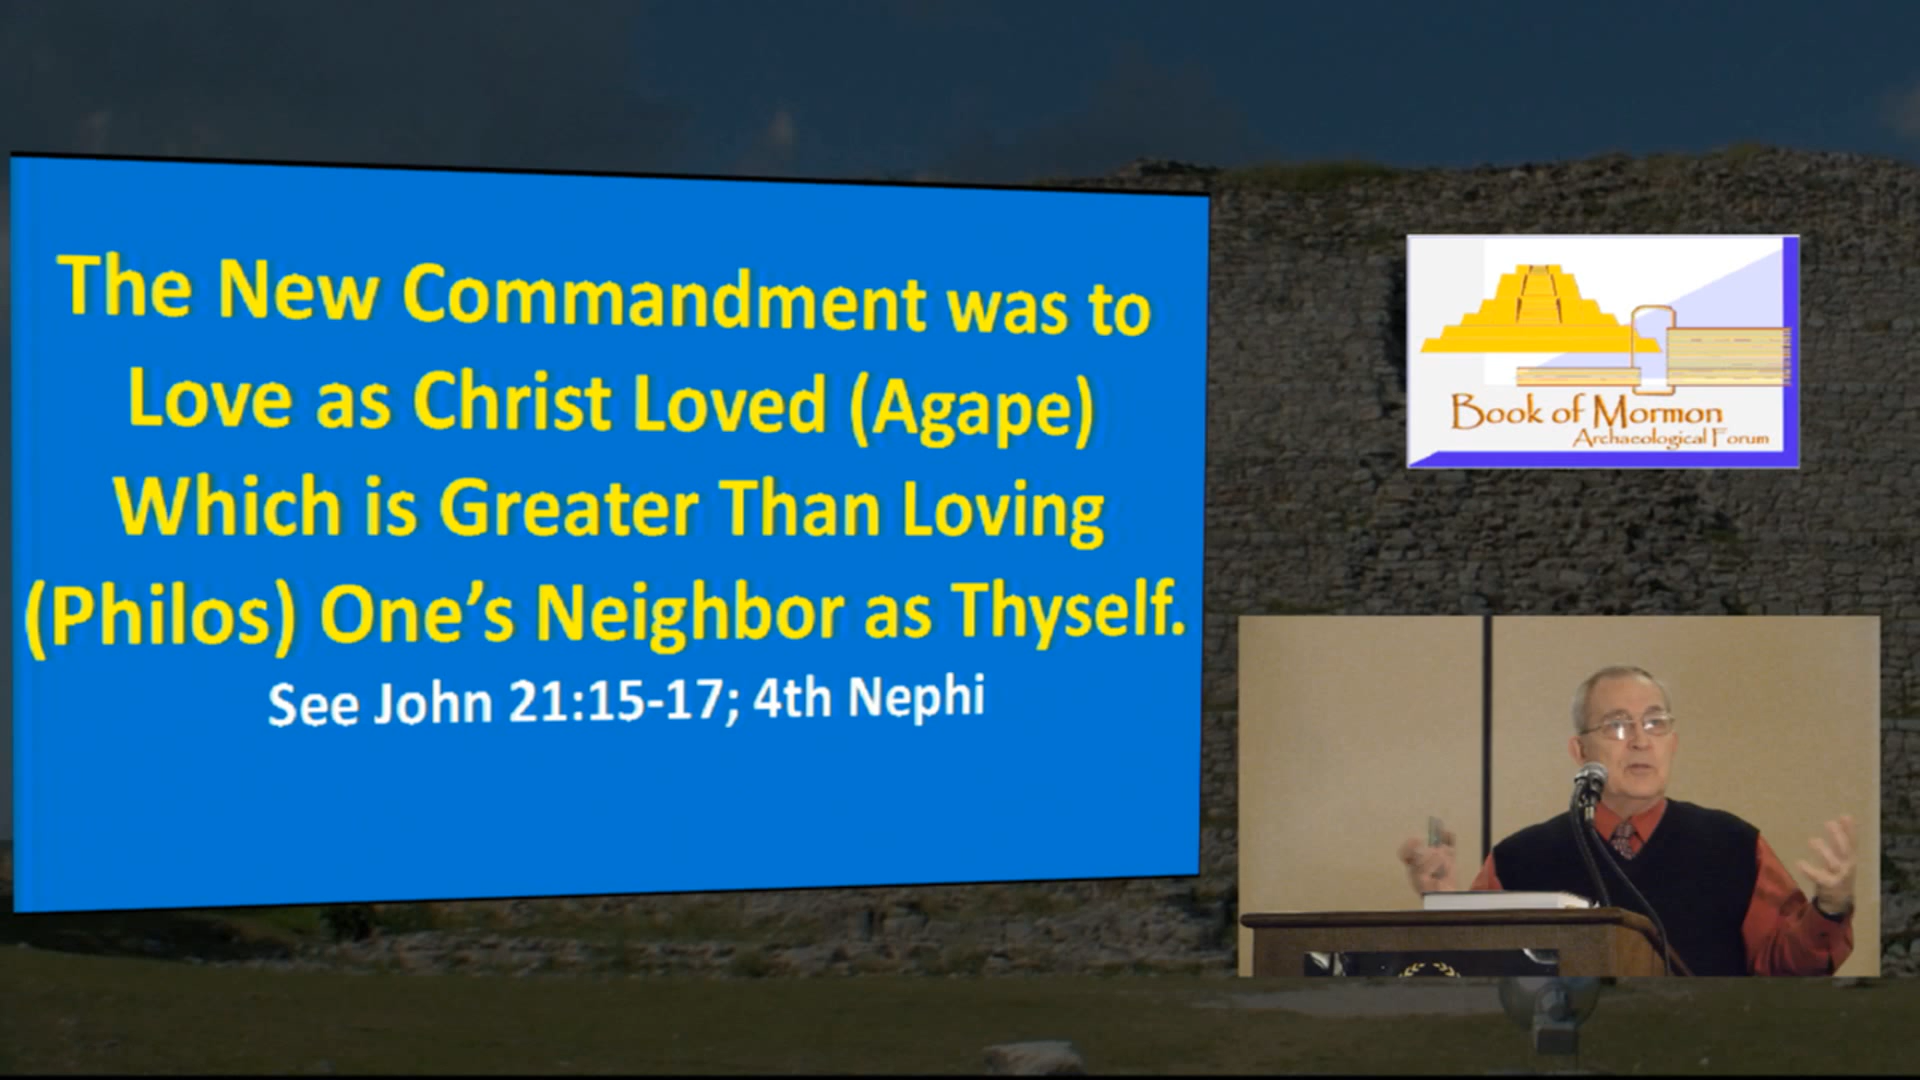 The New Commandment was to
Love as Christ Loved (Agape)
Which is Greater Than Loving
(Philos) One’s Neighbor as Thyself.
See John 21:15-17; 4th Nephi
Book of Mormon
Archaeological Forum